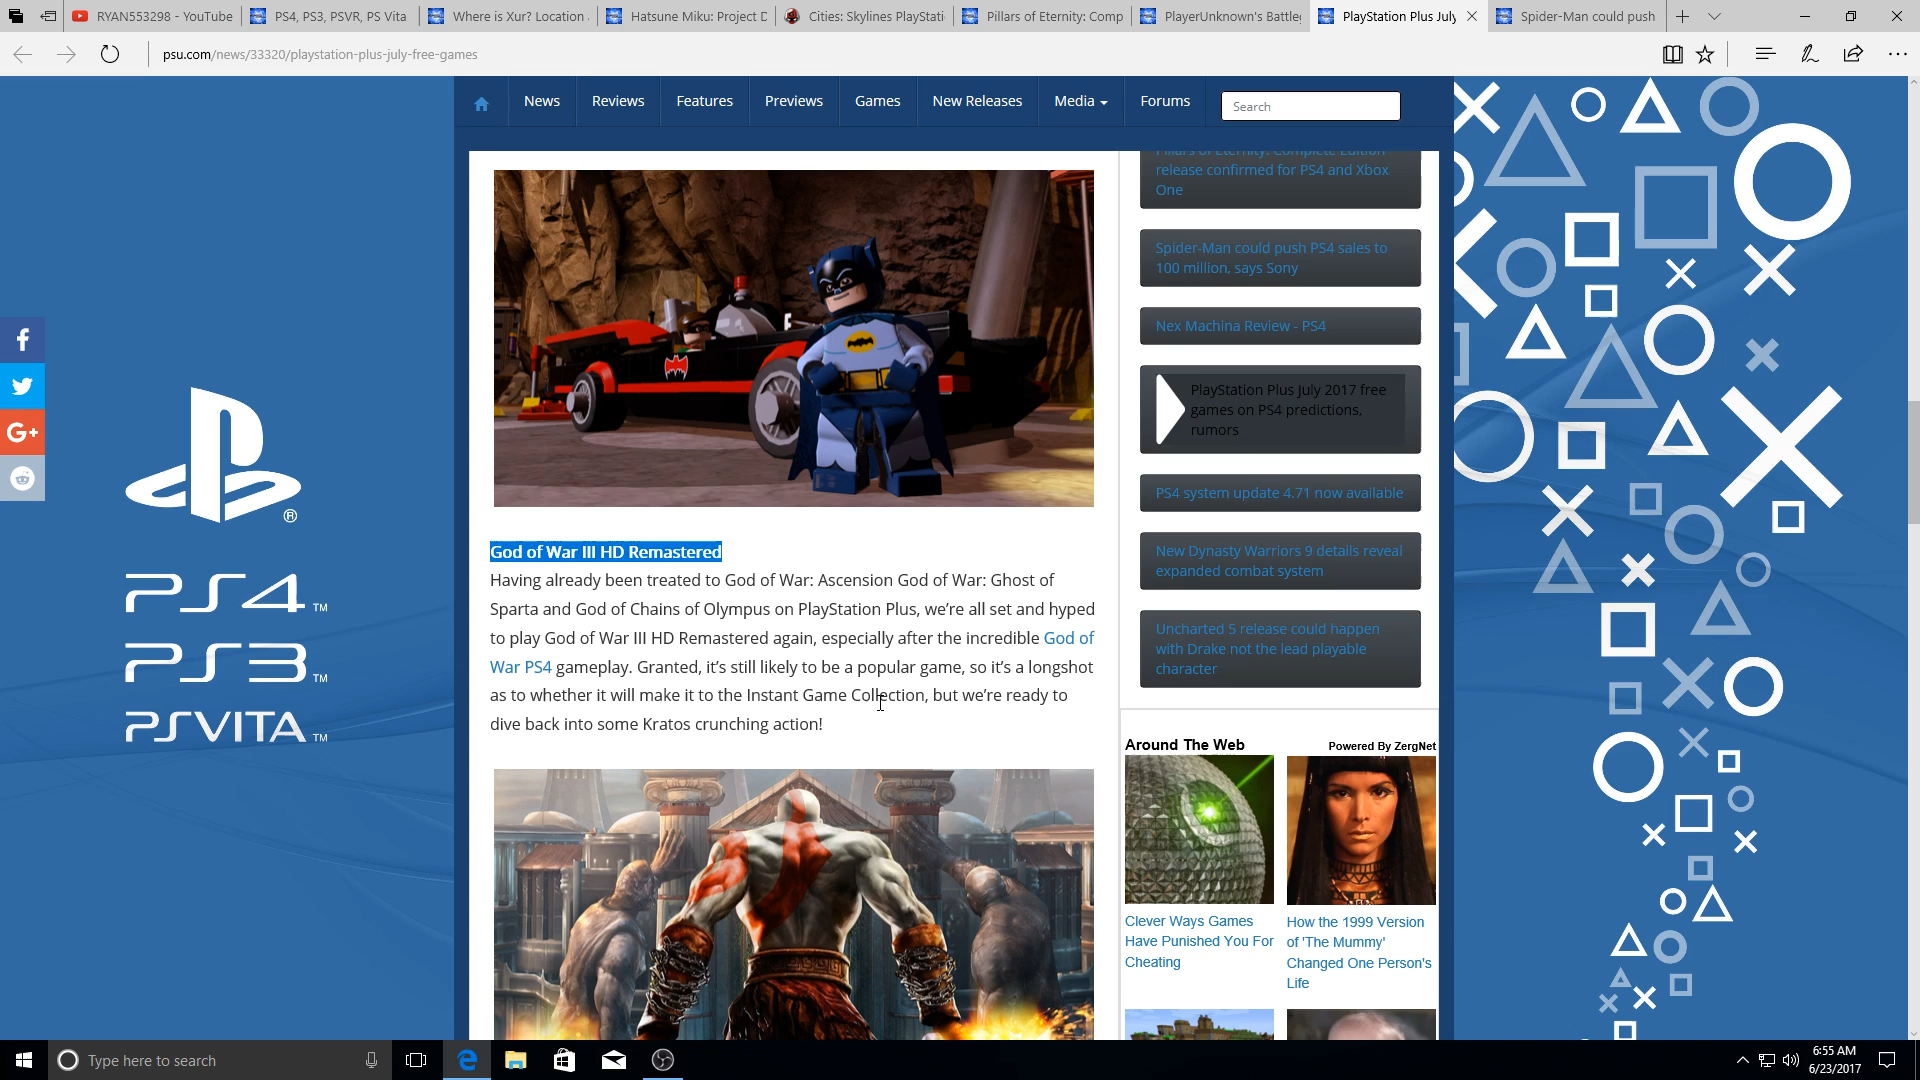 RYAN553298 - YouTube
PS4, PS3, PSVR, PS Vita
Where is Xur? Location
Hatsune Miku: Project D
Cities: Skylines PlayStati
Pillars of Eternity: Comp
PlayerUnknown's Battleg
PlayStation Plus July
Spider-Man could push
psu.com/news/33320/playstation-plus-july-free-games
News
Reviews
Features
Previews
Games
New Releases
Media
Forums
Search
Pillars of Eternity: Complete Edition
release confirmed for PS4 and Xbox
One
Spider-Man could push PS4 sales to
100 million, says Sony
Nex Machina Review - PS4
PlayStation Plus July 2017 free
games on PS4 predictions,
rumors
PS4 system update 4.71 now available
New Dynasty Warriors 9 details reveal
expanded combat system
Uncharted 5 release could happen
with Drake not the lead playable
character
G+
®
PS4™
PS3™
PSVITA™
God of War III HD Remastered
Having already been treated to God of War: Ascension God of War: Ghost of
Sparta and God of Chains of Olympus on PlayStation Plus, we’re all set and hyped
to play God of War III HD Remastered again, especially after the incredible God of
War PS4 gameplay. Granted, it’s still likely to be a popular game, so it’s a longshot
as to whether it will make it to the Instant Game Collection, but we’re ready to
dive back into some Kratos crunching action!
Around The Web
Powered By ZergNet
Clever Ways Games
Have Punished You For
Cheating
How the 1999 Version
of 'The Mummy'
Changed One Person's
Life
Type here to search
6:55 AM
6/23/2017